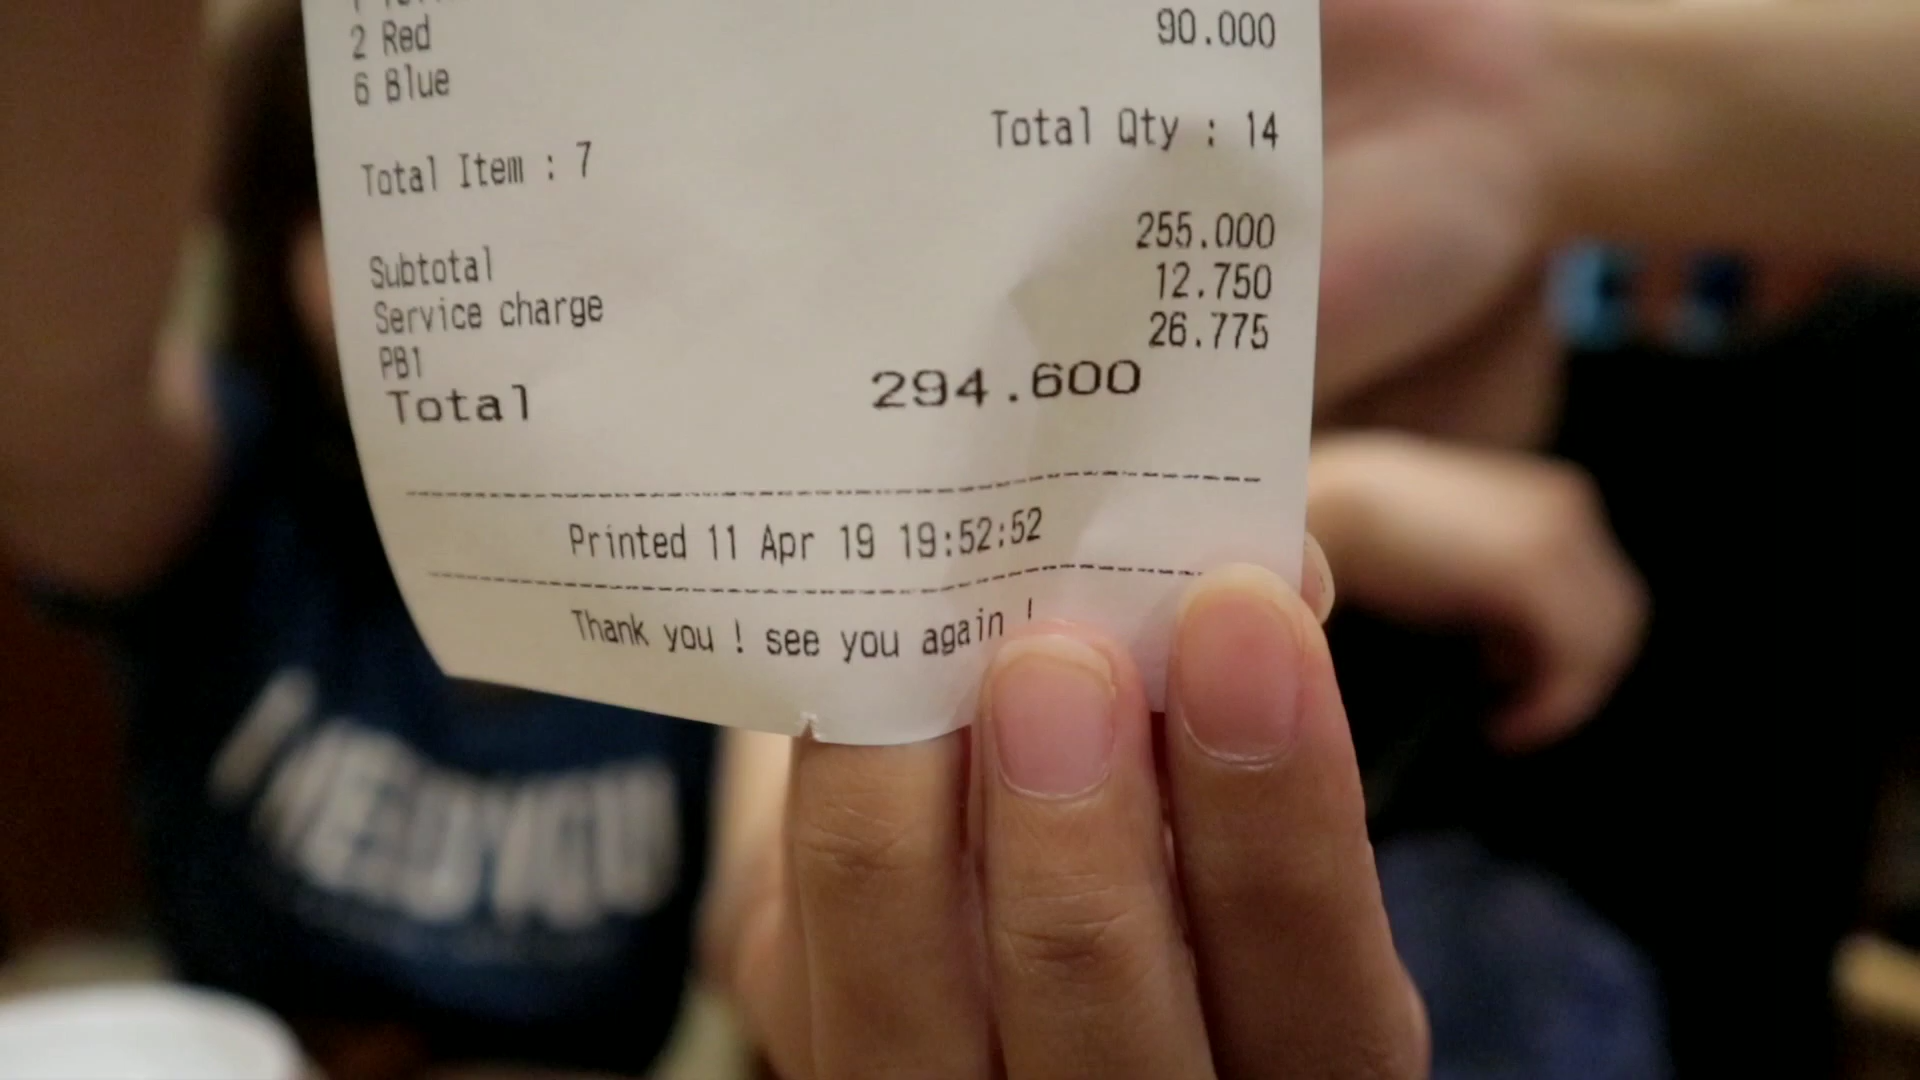 2 Red
6 Blue 90.000
Total Item : 7 Total Qty : 14
Subtotal 255.000
Service charge 12.750
PB1 26.775
Total 294.600
Printed 11 Apr 19 19:52:52
Thank you ! see you again !